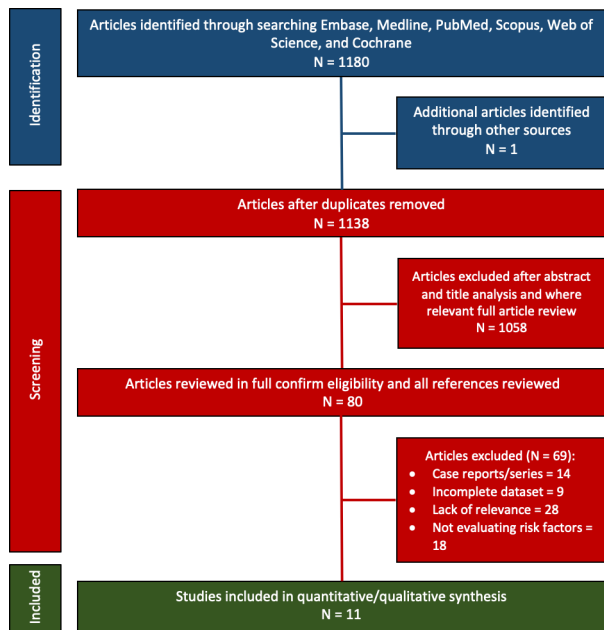 Identification
Articles identified through searching Embase, Medline, PubMed, Scopus, Web of
Science, and Cochrane
N = 1180
Additional articles identified
through other sources
N = 1
Screening
Articles after duplicates removed
N = 1138
Articles excluded after abstract
and title analysis and where
relevant full article review
N = 1058
Articles reviewed in full confirm eligibility and all references reviewed
N = 80
Articles excluded (N = 69):
• Case reports/series = 14
• Incomplete dataset = 9
• Lack of relevance = 28
• Not evaluating risk factors =
18
Included
Studies included in quantitative/qualitative synthesis
N = 11